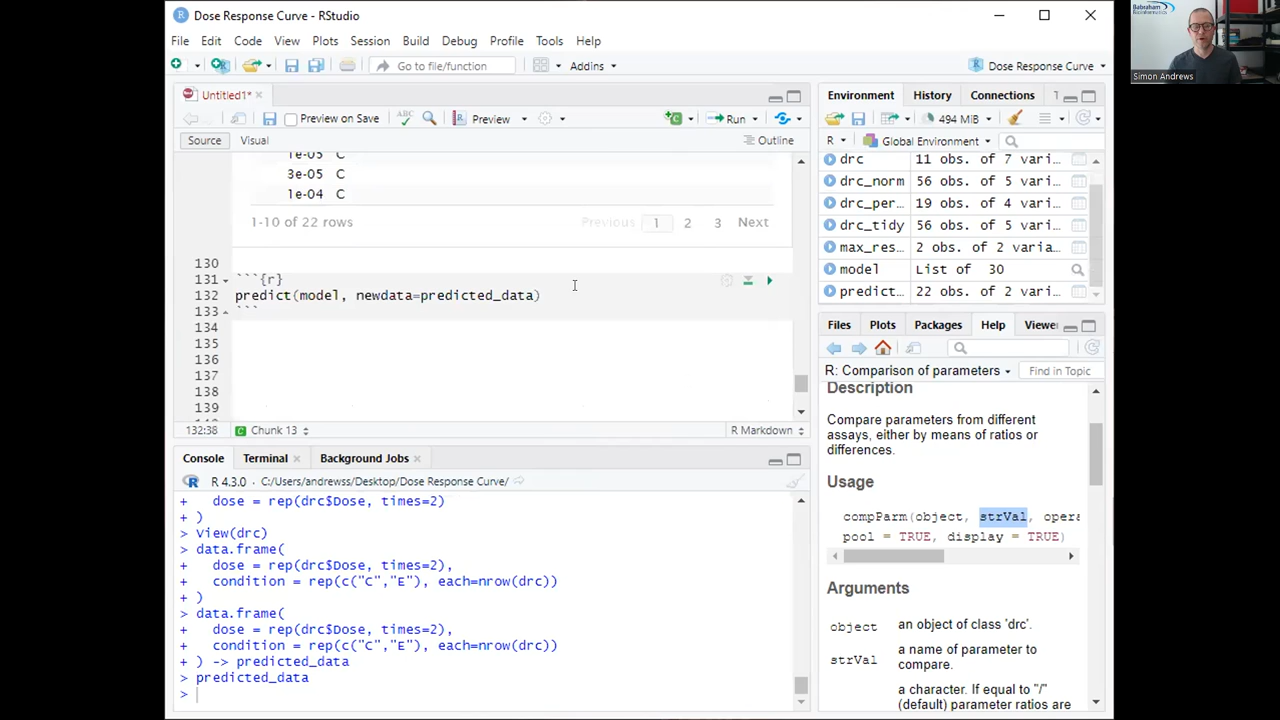 Dose Response Curve - RStudio
File Edit Code View Plots Session Build Debug Profile Tools Help
Go to file/function
Addins
Dose Response Curve
Untitled1*
Preview on Save
ABC
Preview
Run
Source Visual
Outline
1e-05 C
3e-05 C
1e-04 C
1-10 of 22 rows
Previous 1 2 3 Next
130
131 ```{r}
132 predict(model, newdata=predicted_data)
133 ```
134
135
136
137
138
139
132:38
C Chunk 13
R Markdown
Console Terminal Background Jobs
R 4.3.0 · C:/Users/andrewss/Desktop/Dose Response Curve/
+ dose = rep(drc$Dose, times=2)
+ )
> View(drc)
> data.frame(
+ dose = rep(drc$Dose, times=2),
+ condition = rep(c("C","E"), each=nrow(drc))
+ )
> data.frame(
+ dose = rep(drc$Dose, times=2),
+ condition = rep(c("C","E"), each=nrow(drc))
+ ) -> predicted_data
> predicted_data
>
Environment History Connections T
494 MiB
R Global Environment
drc 11 obs. of 7 vari…
drc_norm 56 obs. of 5 vari…
drc_per… 19 obs. of 4 vari…
drc_tidy 56 obs. of 5 vari…
max_res… 2 obs. of 2 varia…
model List of 30
predict… 22 obs. of 2 vari…
Files Plots Packages Help Viewe
R: Comparison of parameters
Find in Topic
Description
Compare parameters from different
assays, either by means of ratios or
differences.
Usage
compParm(object, strVal, opera
pool = TRUE, display = TRUE)
Arguments
object an object of class 'drc'.
strVal a name of parameter to
compare.
a character. If equal to "/"
(default) parameter ratios are
Babraham
Bioinformatics
Simon Andrews